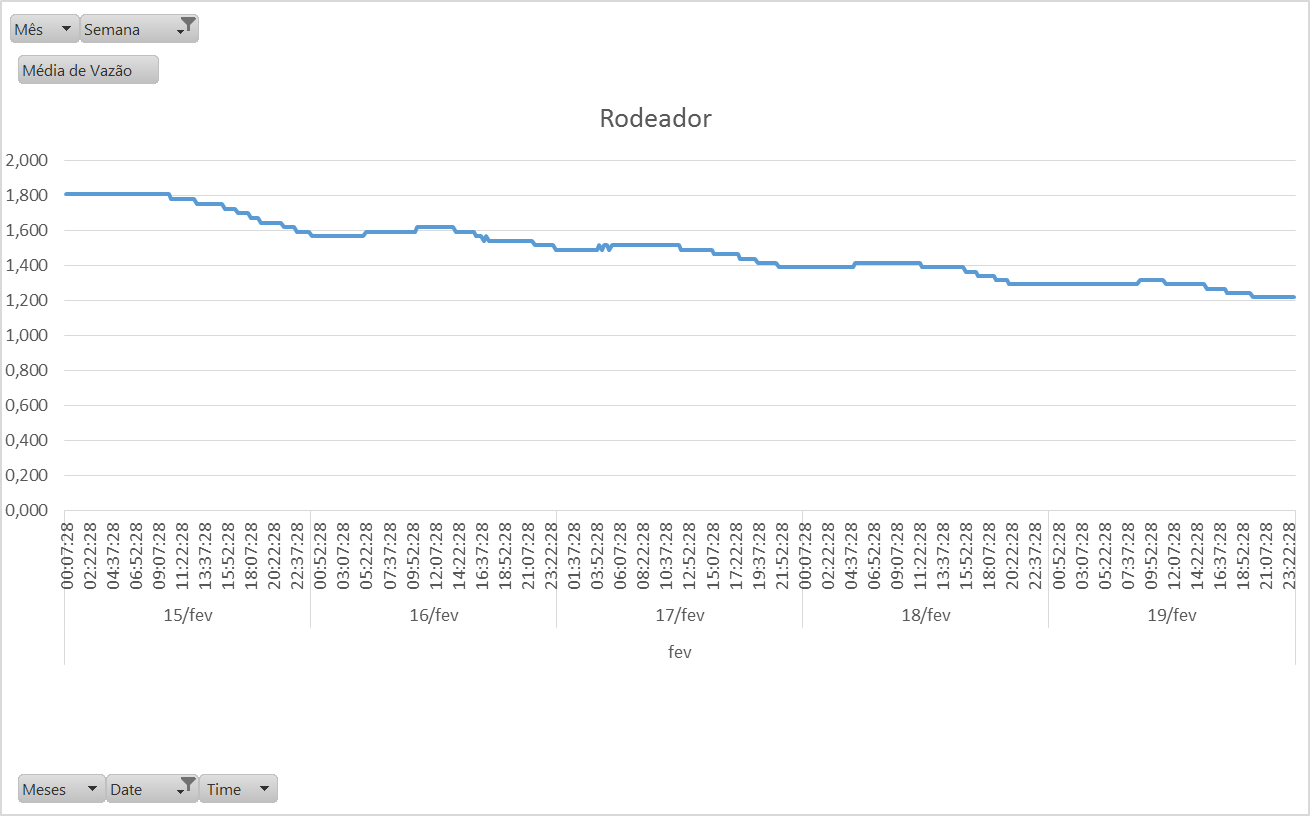 Mês Semana
Média de Vazão
Rodeador
2,000
1,800
1,600
1,400
1,200
1,000
0,800
0,600
0,400
0,200
0,000
00:07:28 02:22:28 04:37:28 06:52:28 09:07:28 11:22:28 13:37:28 15:52:28 18:07:28 20:22:28 22:37:28 00:52:28 03:07:28 05:22:28 07:37:28 09:52:28 12:07:28 14:22:28 16:37:28 18:52:28 21:07:28 23:22:28 01:37:28 03:52:28 06:07:28 08:22:28 10:37:28 12:52:28 15:07:28 17:22:28 19:37:28 21:52:28 00:07:28 02:22:28 04:37:28 06:52:28 09:07:28 11:22:28 13:37:28 15:52:28 18:07:28 20:22:28 22:37:28 00:52:28 03:07:28 05:22:28 07:37:28 09:52:28 12:07:28 14:22:28 16:37:28 18:52:28 21:07:28 23:22:28
15/fev 16/fev 17/fev 18/fev 19/fev
fev
Meses Date Time